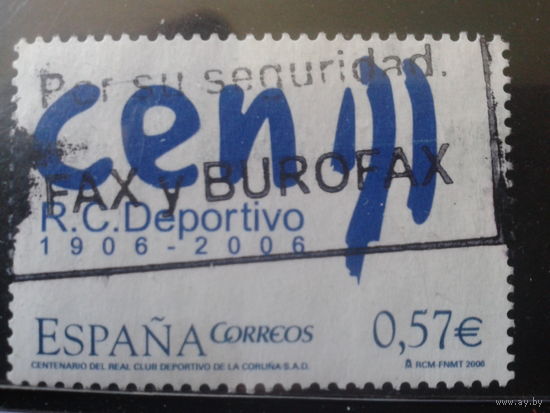 Por su seguridad.
cen
FAX y BUROFAX
R.C.Deportivo
1906-2006
ESPAÑA CORREOS 0,57€
CENTENARIO DEL REAL CLUB DEPORTIVO DE LA CORUÑA S.A.D. RCM-FNMT 2006
www.ay.by